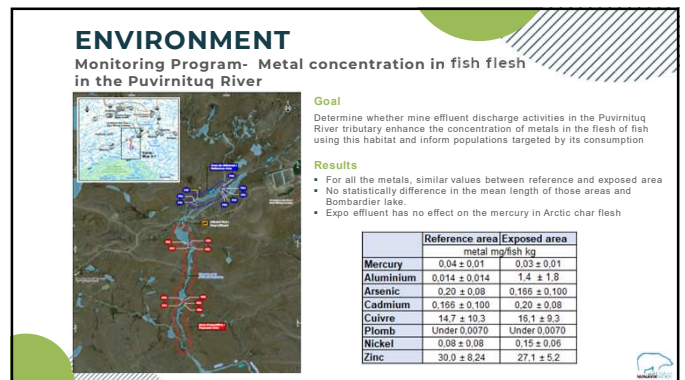 ENVIRONMENT
Monitoring Program- Metal concentration in fish flesh
in the Puvirnituq River
Goal
Determine whether mine effluent discharge activities in the Puvirnituq
River tributary enhance the concentration of metals in the flesh of fish
using this habitat and inform populations targeted by its consumption
Results
▪ For all the metals, similar values between reference and exposed area
▪ No statistically difference in the mean length of those areas and
Bombardier lake.
▪ Expo effluent has no effect on the mercury in Arctic char flesh
Reference area Exposed area
metal mg/fish kg
Mercury 0,04 ± 0,01 0,03 ± 0,01
Aluminium 0,014 ± 0,014 1,4 ± 1,8
Arsenic 0,20 ± 0,08 0,166 ± 0,100
Cadmium 0,166 ± 0,100 0,20 ± 0,08
Cuivre 14,7 ± 10,3 16,1 ± 9,3
Plomb Under 0,0070 Under 0,0070
Nickel 0,08 ± 0,08 0,15 ± 0,06
Zinc 30,0 ± 8,24 27,1 ± 5,2